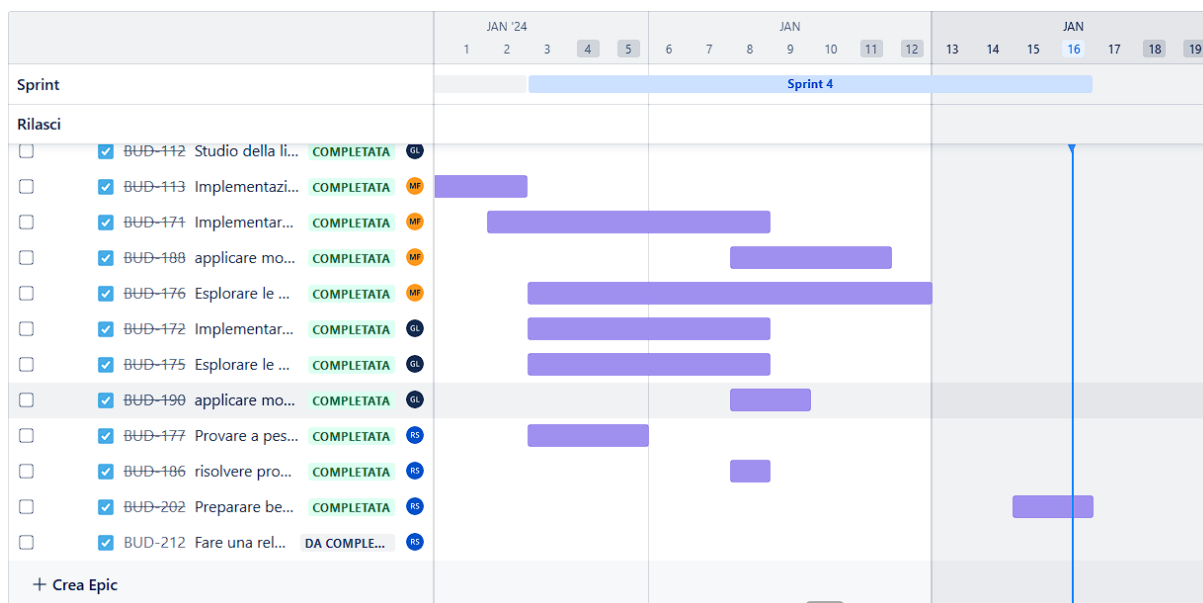 JAN '24 JAN JAN
1 2 3 4 5 6 7 8 9 10 11 12 13 14 15 16 17 18 19
Sprint Sprint 4
Rilasci
BUD-112 Studio della li... COMPLETATA GL
BUD-113 Implementazi... COMPLETATA MF
BUD-171 Implementar... COMPLETATA MF
BUD-188 applicare mo... COMPLETATA MF
BUD-176 Esplorare le ... COMPLETATA MF
BUD-172 Implementar... COMPLETATA GL
BUD-175 Esplorare le ... COMPLETATA GL
BUD-190 applicare mo... COMPLETATA GL
BUD-177 Provare a pes... COMPLETATA RS
BUD-186 risolvere pro... COMPLETATA RS
BUD-202 Preparare be... COMPLETATA RS
BUD-212 Fare una rel... DA COMPLE... RS
+ Crea Epic